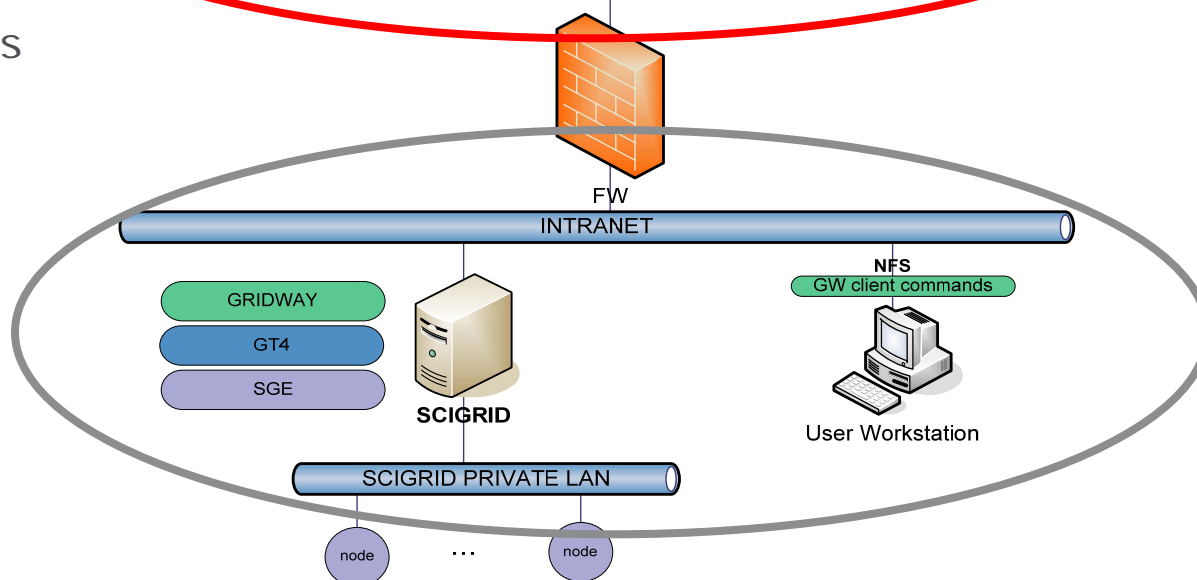 s
FW
INTRANET
NFS
GW client commands
GRIDWAY
GT4
SGE
SCIGRID
User Workstation
SCIGRID PRIVATE LAN
node
...
node